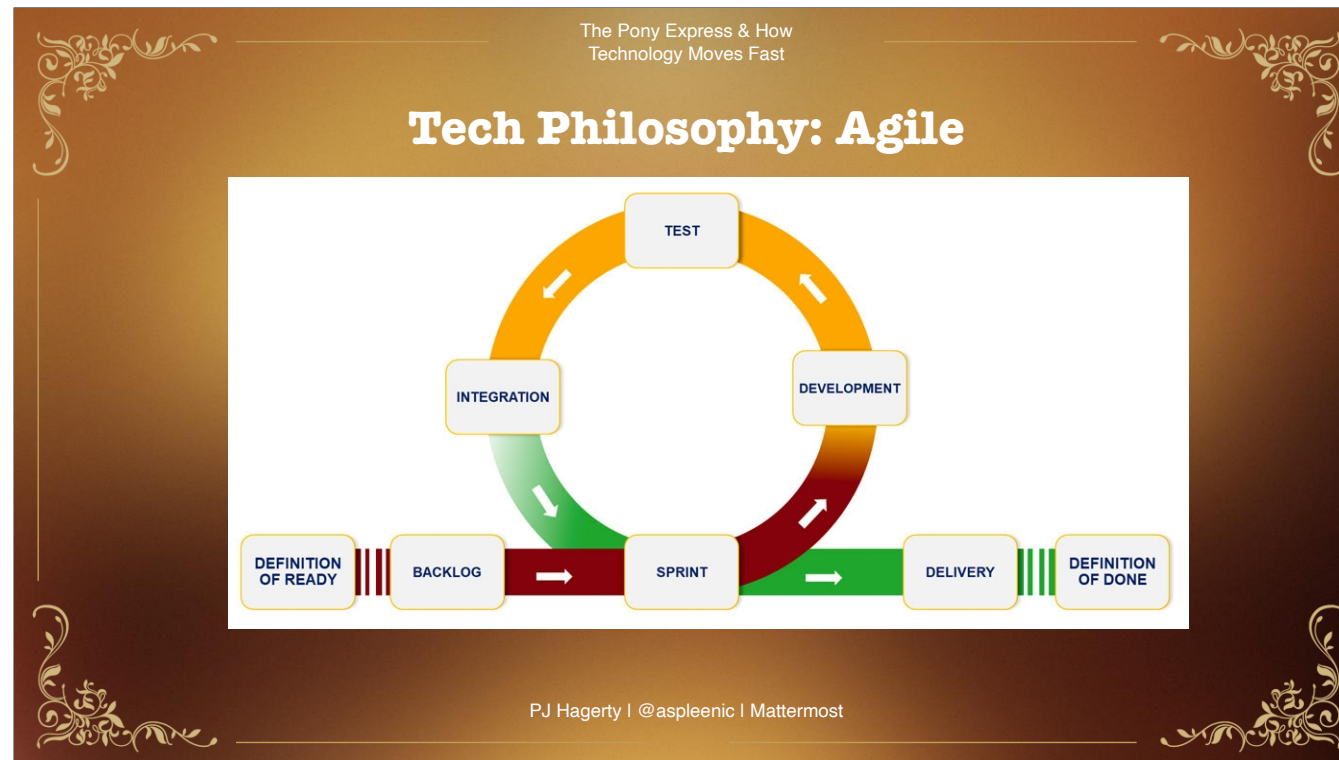 The Pony Express & How
Technology Moves Fast
Tech Philosophy: Agile
TEST
INTEGRATION
DEVELOPMENT
DEFINITION
OF READY
BACKLOG
SPRINT
DELIVERY
DEFINITION
OF DONE
PJ Hagerty | @aspleenic | Mattermost